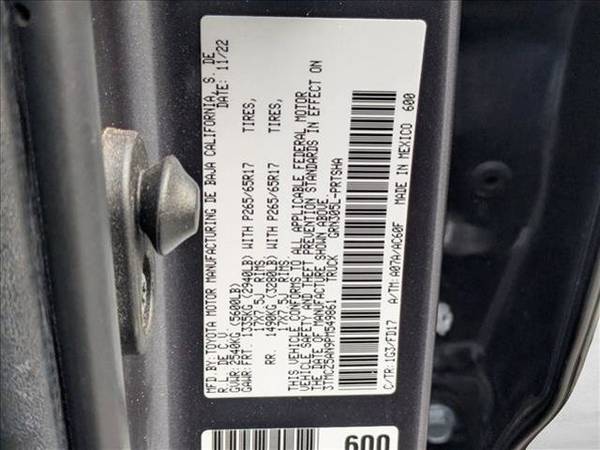 MFD.BY:TOYOTA MOTOR MANUFACTURING DE BAJA CALIFORNIA, S. DE
R.L. DE C.V. DATE: 11/22
GVWR: 2540KG (5600LB)
GAWR: FRT. 1335KG (2940LB) WITH P265/65R17 TIRES,
17X7.5J RIMS
RR. 1490KG (3280LB) WITH P265/65R17 TIRES,
17X7.5J RIMS
THIS VEHICLE CONFORMS TO ALL APPLICABLE FEDERAL MOTOR
VEHICLE SAFETY AND THEFT PREVENTION STANDARDS IN EFFECT ON
THE DATE OF MANUFACTURE SHOWN ABOVE.
3TMCZ5AN9PM549861 TRUCK GRN305L-PRTSHA
C/TR:1G3/FD17 A/TM:A07A/AC60F MADE IN MEXICO 600
600